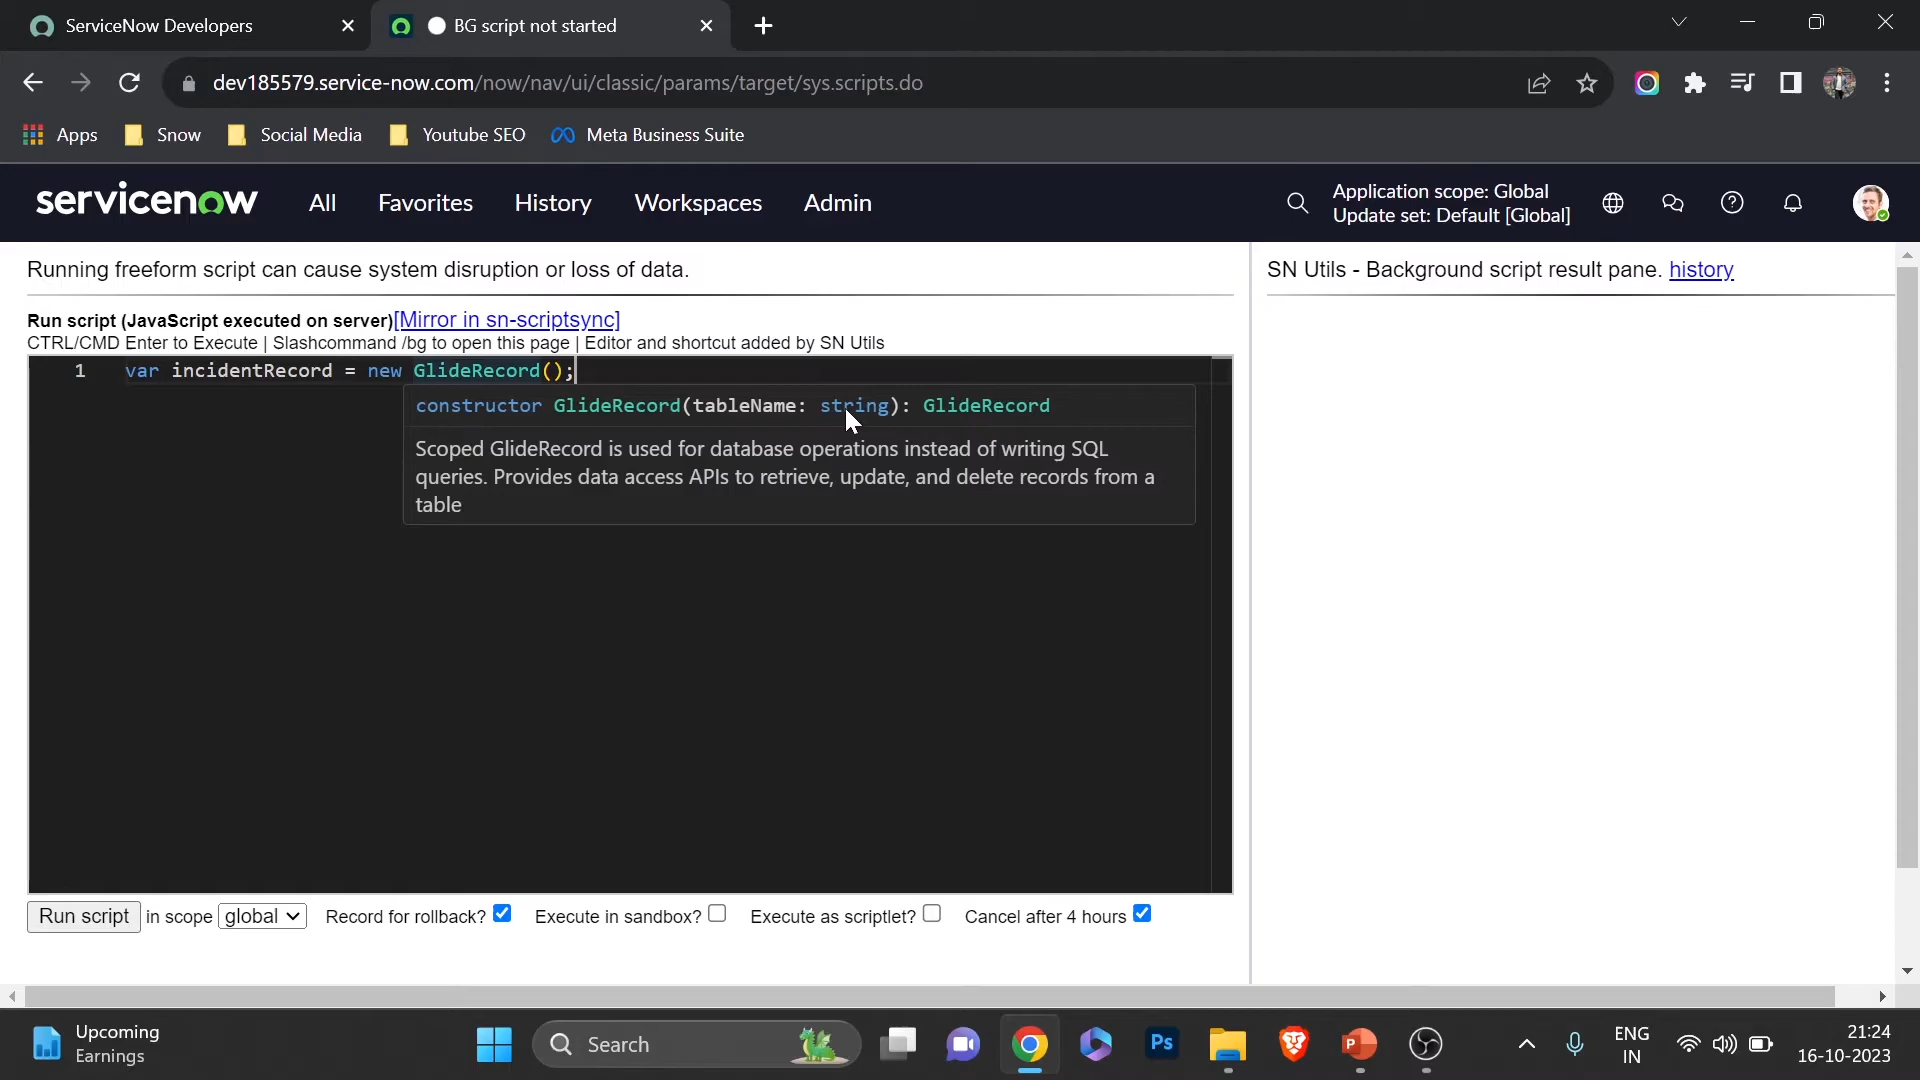 ServiceNow Developers
BG script not started
dev185579.service-now.com/now/nav/ui/classic/params/target/sys.scripts.do
Apps
Snow
Social Media
Youtube SEO
Meta Business Suite
servicenow
All
Favorites
History
Workspaces
Admin
Application scope: Global
Update set: Default [Global]
Running freeform script can cause system disruption or loss of data.
SN Utils - Background script result pane. history
Run script (JavaScript executed on server)[Mirror in sn-scriptsync]
CTRL/CMD Enter to Execute | Slashcommand /bg to open this page | Editor and shortcut added by SN Utils
1 var incidentRecord = new GlideRecord();
constructor GlideRecord(tableName: string): GlideRecord
Scoped GlideRecord is used for database operations instead of writing SQL
queries. Provides data access APIs to retrieve, update, and delete records from a
table
Run script in scope global Record for rollback? Execute in sandbox? Execute as scriptlet? Cancel after 4 hours
Upcoming
Earnings
Search
Ps
P
ENG
IN
21:24
16-10-2023